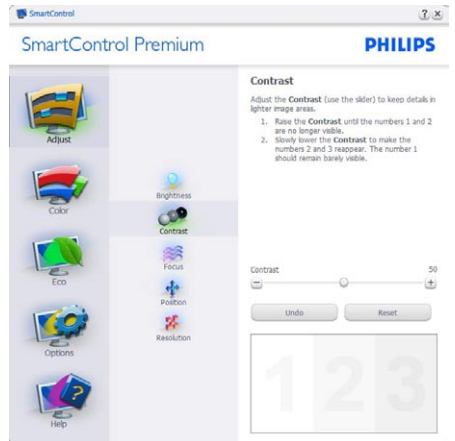 SmartControl
? x
SmartControl Premium
PHILIPS
Adjust
Color
Eco
Options
Help
Brightness
Contrast
Focus
Position
Resolution
Contrast
Adjust the Contrast (use the slider) to keep details in
lighter image areas.
1. Raise the Contrast until the numbers 1 and 2
are no longer visible.
2. Slowly lower the Contrast to make the
numbers 2 and 3 reappear. The number 1
should remain barely visible.
Contrast 50
Undo Reset
1 2 3